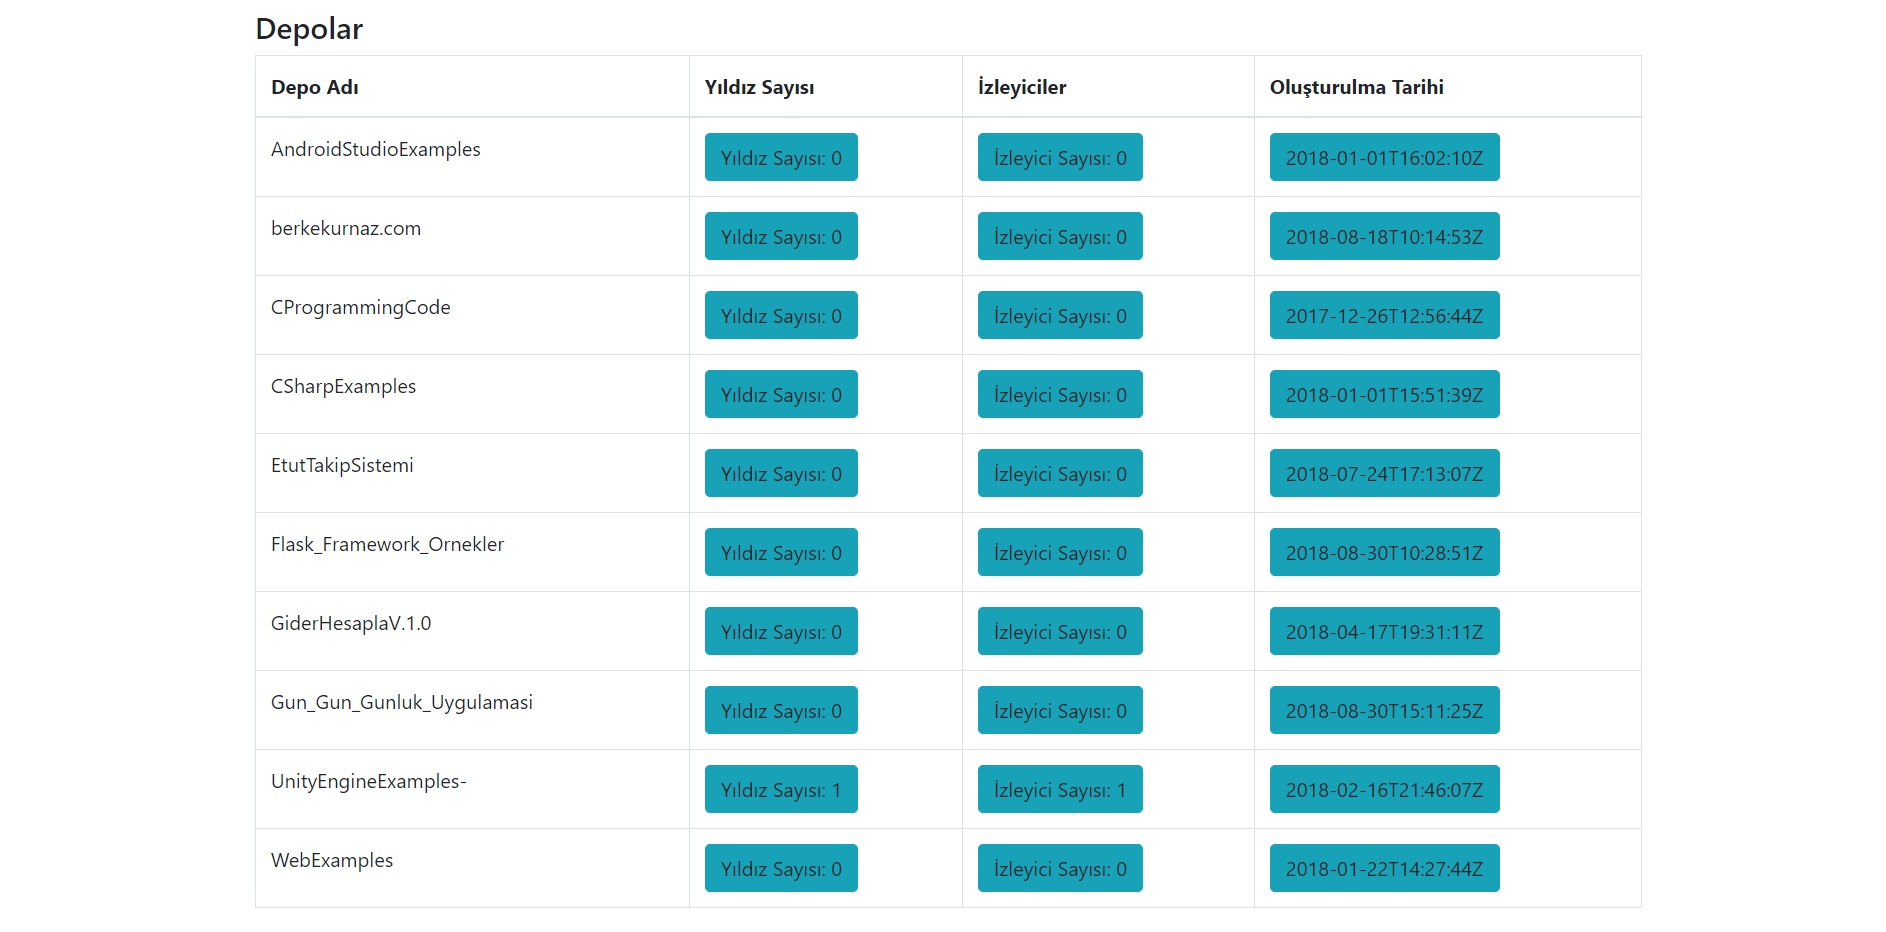 Depolar
Depo Adı Yıldız Sayısı İzleyiciler Oluşturulma Tarihi
AndroidStudioExamples Yıldız Sayısı: 0 İzleyici Sayısı: 0 2018-01-01T16:02:10Z
berkekurnaz.com Yıldız Sayısı: 0 İzleyici Sayısı: 0 2018-08-18T10:14:53Z
CProgrammingCode Yıldız Sayısı: 0 İzleyici Sayısı: 0 2017-12-26T12:56:44Z
CSharpExamples Yıldız Sayısı: 0 İzleyici Sayısı: 0 2018-01-01T15:51:39Z
EtutTakipSistemi Yıldız Sayısı: 0 İzleyici Sayısı: 0 2018-07-24T17:13:07Z
Flask_Framework_Ornekler Yıldız Sayısı: 0 İzleyici Sayısı: 0 2018-08-30T10:28:51Z
GiderHesaplaV.1.0 Yıldız Sayısı: 0 İzleyici Sayısı: 0 2018-04-17T19:31:11Z
Gun_Gun_Gunluk_Uygulamasi Yıldız Sayısı: 0 İzleyici Sayısı: 0 2018-08-30T15:11:25Z
UnityEngineExamples- Yıldız Sayısı: 1 İzleyici Sayısı: 1 2018-02-16T21:46:07Z
WebExamples Yıldız Sayısı: 0 İzleyici Sayısı: 0 2018-01-22T14:27:44Z